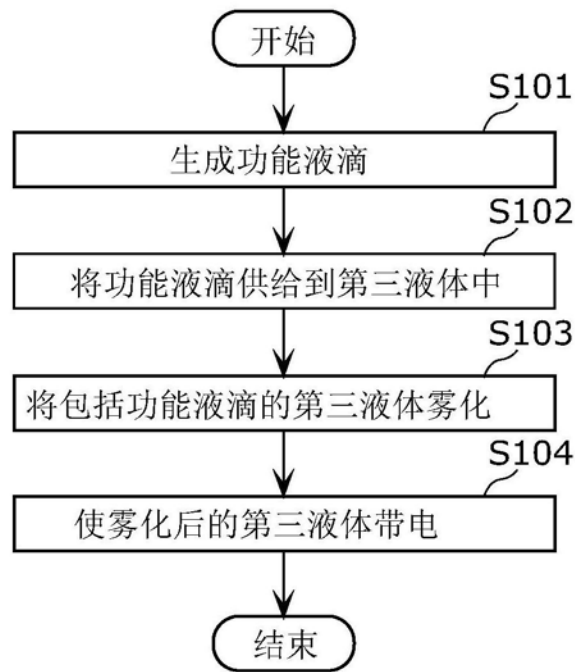 开始
S101
生成功能液滴
S102
将功能液滴供给到第三液体中
S103
将包括功能液滴的第三液体雾化
S104
使雾化后的第三液体带电
结束